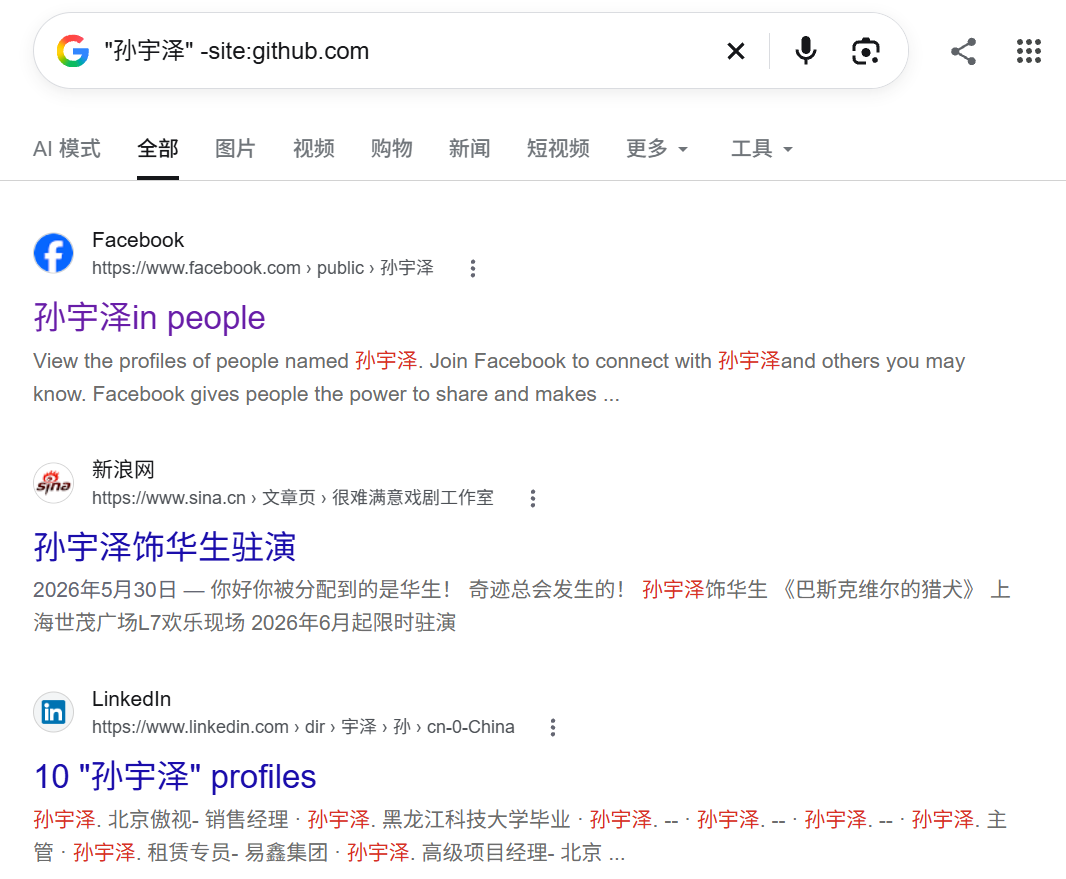 "孙宇泽" -site:github.com
AI 模式 全部 图片 视频 购物 新闻 短视频 更多 工具
Facebook
https://www.facebook.com › public › 孙宇泽
孙宇泽in people
View the profiles of people named 孙宇泽. Join Facebook to connect with 孙宇泽and others you may
know. Facebook gives people the power to share and makes ...
sina
新浪网
https://www.sina.cn › 文章页 › 很难满意戏剧工作室
孙宇泽饰华生驻演
2026年5月30日 — 你好你被分配到的是华生! 奇迹总会发生的! 孙宇泽饰华生 《巴斯克维尔的猎犬》 上
海世茂广场L7欢乐现场 2026年6月起限时驻演
in
LinkedIn
https://www.linkedin.com › dir › 宇泽 › 孙 › cn-0-China
10 "孙宇泽" profiles
孙宇泽. 北京傲视- 销售经理 · 孙宇泽. 黑龙江科技大学毕业 · 孙宇泽. -- · 孙宇泽. -- · 孙宇泽. -- · 孙宇泽. 主
管 · 孙宇泽. 租赁专员- 易鑫集团 · 孙宇泽. 高级项目经理- 北京 ...